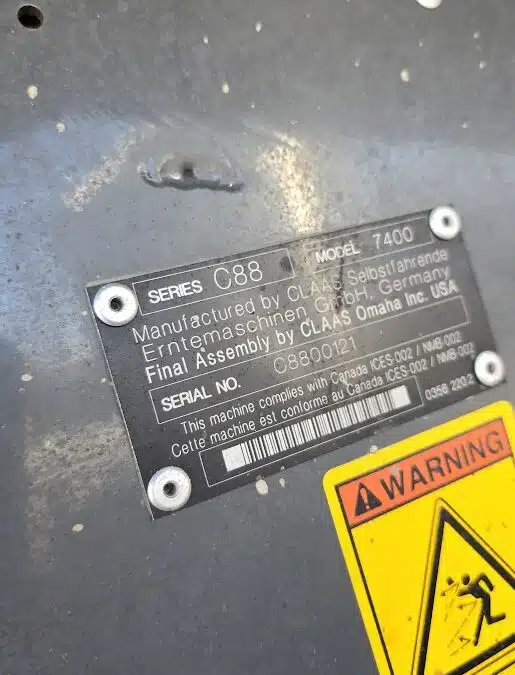 SERIES C88 MODEL 7400
Manufactured by CLAAS Selbstfahrende
Erntemaschinen GmbH, Germany
Final Assembly by CLAAS Omaha Inc. USA
SERIAL NO. C8800121
This machine complies with Canada ICES-002 / NMB-002
Cette machine est conforme au Canada ICES-002 / NMB-002
0358 220.2
WARNING